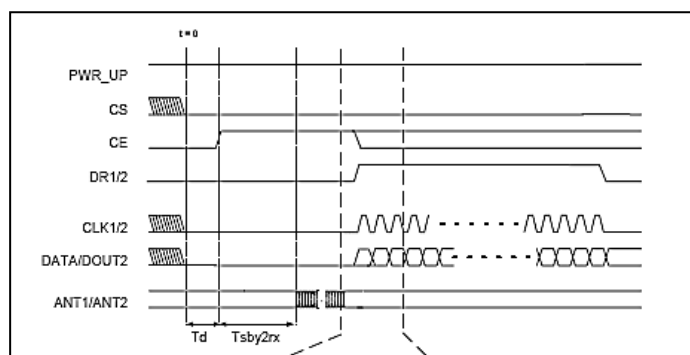 t = 0
PWR_UP
CS
CE
DR1/2
CLK1/2
DATA/DOUT2
ANT1/ANT2
Td Tsby2rx